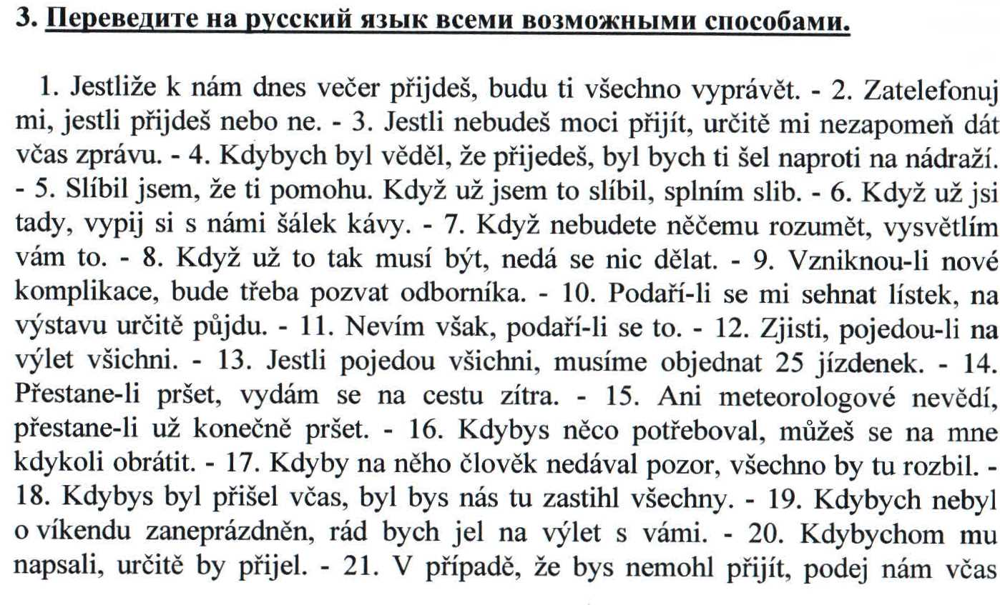 3. Переведите на русский язык всеми возможными способами.
1. Jestliže k nám dnes večer přijdeš, budu ti všechno vyprávět. - 2. Zatelefonuj
mi, jestli přijdeš nebo ne. - 3. Jestli nebudeš moci přijít, určitě mi nezapomeň dát
včas zprávu. - 4. Kdybych byl věděl, že přijedeš, byl bych ti šel naproti na nádraží.
- 5. Slíbil jsem, že ti pomohu. Když už jsem to slíbil, splním slib. - 6. Když už jsi
tady, vypij si s námi šálek kávy. - 7. Když nebudete něčemu rozumět, vysvětlím
vám to. - 8. Když už to tak musí být, nedá se nic dělat. - 9. Vzniknou-li nové
komplikace, bude třeba pozvat odborníka. - 10. Podaří-li se mi sehnat lístek, na
výstavu určitě půjdu. - 11. Nevím však, podaří-li se to. - 12. Zjisti, pojedou-li na
výlet všichni. - 13. Jestli pojedou všichni, musíme objednat 25 jízdenek. - 14.
Přestane-li pršet, vydám se na cestu zítra. - 15. Ani meteorologové nevědí,
přestane-li už konečně pršet. - 16. Kdybys něco potřeboval, můžeš se na mne
kdykoli obrátit. - 17. Kdyby na něho člověk nedával pozor, všechno by tu rozbil. -
18. Kdybys byl přišel včas, byl bys nás tu zastihl všechny. - 19. Kdybych nebyl
o víkendu zaneprázdněn, rád bych jel na výlet s vámi. - 20. Kdybychom mu
napsali, určitě by přijel. - 21. V případě, že bys nemohl přijít, podej nám včas